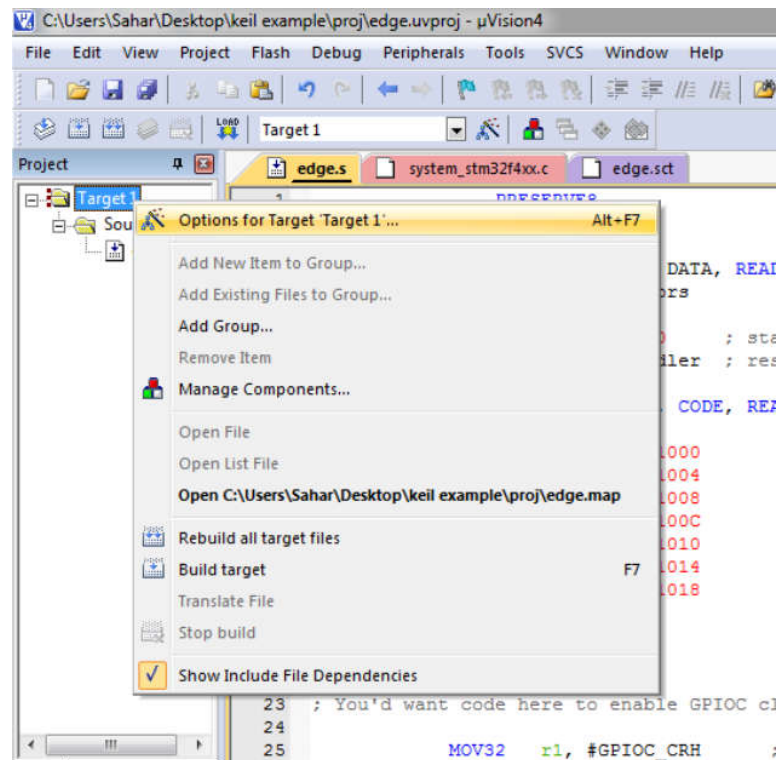 C:\Users\Sahar\Desktop\keil example\proj\edge.uvproj - µVision4
File Edit View Project Flash Debug Peripherals Tools SVCS Window Help
LOAD Target 1
Project edge.s system_stm32f4xx.c edge.sct
Target 1 1 PRESERVE8
Options for Target 'Target 1'... Alt+F7
Sou
Add New Item to Group... DATA, READ
Add Existing Files to Group... ors
Add Group... ; sta
Remove Item dler ; res
Manage Components...
CODE, REA
Open File
Open List File 1000
1004
Open C:\Users\Sahar\Desktop\keil example\proj\edge.map 1008
100C
Rebuild all target files 1010
1014
Build target F7 1018
Translate File
Stop build
Show Include File Dependencies
23 ; You'd want code here to enable GPIOC cl
24
25 MOV32 r1, #GPIOC_CRH ;